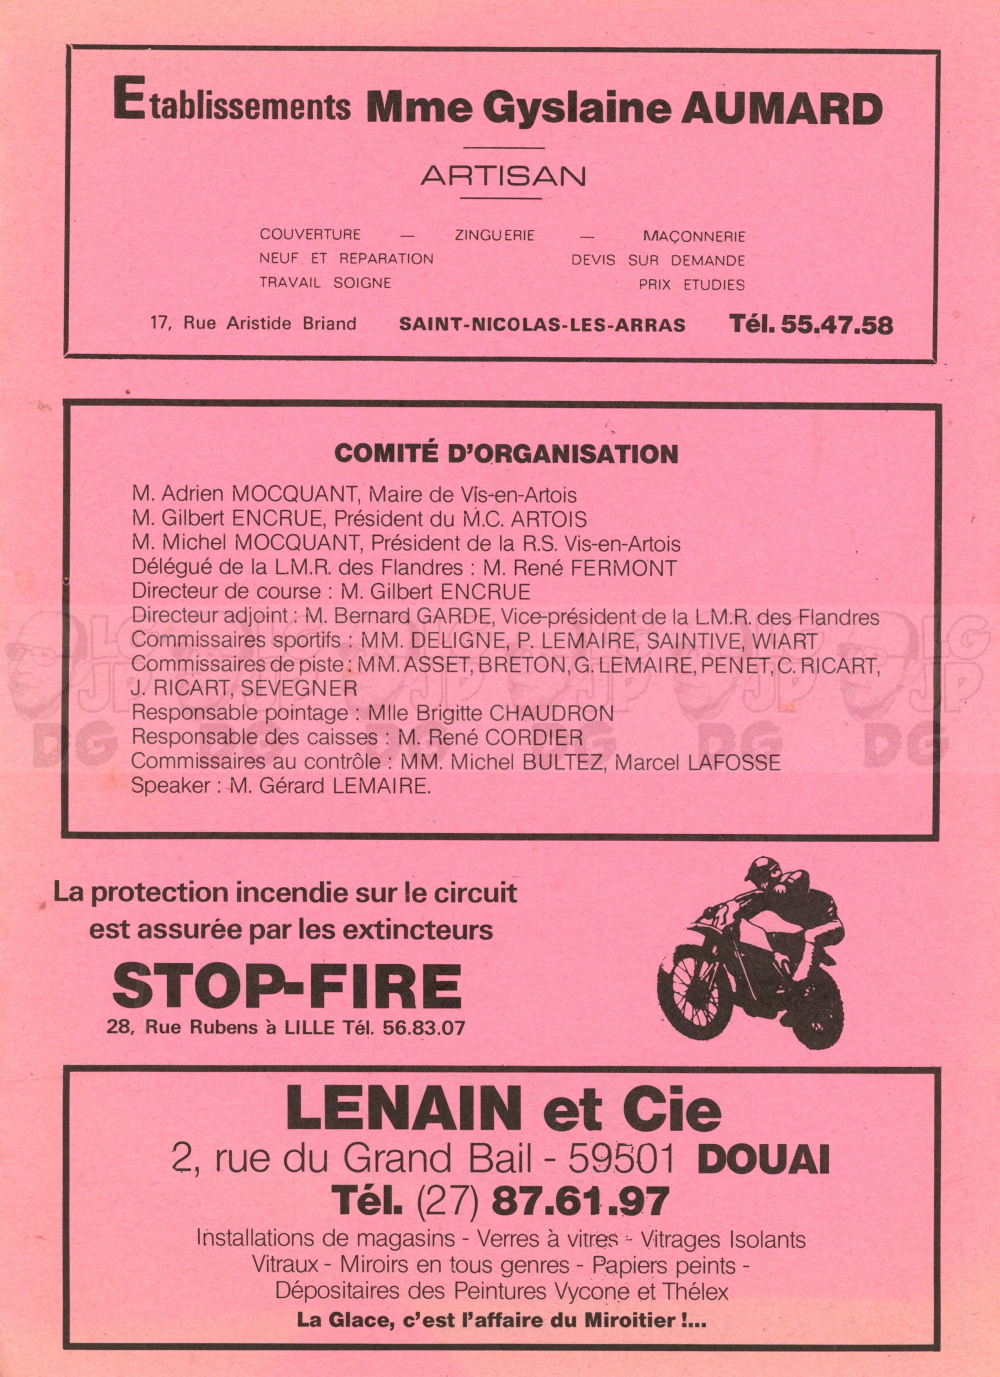 Etablissements Mme Gyslaine AUMARD
ARTISAN
COUVERTURE — ZINGUERIE — MAÇONNERIE
NEUF ET REPARATION DEVIS SUR DEMANDE
TRAVAIL SOIGNE PRIX ETUDIES
17, Rue Aristide Briand SAINT-NICOLAS-LES-ARRAS Tél. 55.47.58
COMITÉ D'ORGANISATION
M. Adrien MOCQUANT, Maire de Vis-en-Artois
M. Gilbert ENCRUE, Président du M.C. ARTOIS
M. Michel MOCQUANT, Président de la R.S. Vis-en-Artois
Délégué de la L.M.R. des Flandres : M. René FERMONT
Directeur de course : M. Gilbert ENCRUE
Directeur adjoint : M. Bernard GARDE, Vice-président de la L.M.R. des Flandres
Commissaires sportifs : MM. DELIGNE, P. LEMAIRE, SAINTIVE, WIART
Commissaires de piste : MM. ASSET, BRETON, G. LEMAIRE, PENET, C. RICART,
J. RICART, SEVEGNER
Responsable pointage : Mlle Brigitte CHAUDRON
Responsable des caisses : M. René CORDIER
Commissaires au contrôle : MM. Michel BULTEZ, Marcel LAFOSSE
Speaker : M. Gérard LEMAIRE.
La protection incendie sur le circuit
est assurée par les extincteurs
STOP-FIRE
28, Rue Rubens à LILLE Tél. 56.83.07
LENAIN et Cie
2, rue du Grand Bail - 59501 DOUAI
Tél. (27) 87.61.97
Installations de magasins - Verres à vitres - Vitrages Isolants
Vitraux - Miroirs en tous genres - Papiers peints -
Dépositaires des Peintures Vycone et Thélex
La Glace, c'est l'affaire du Miroitier !...